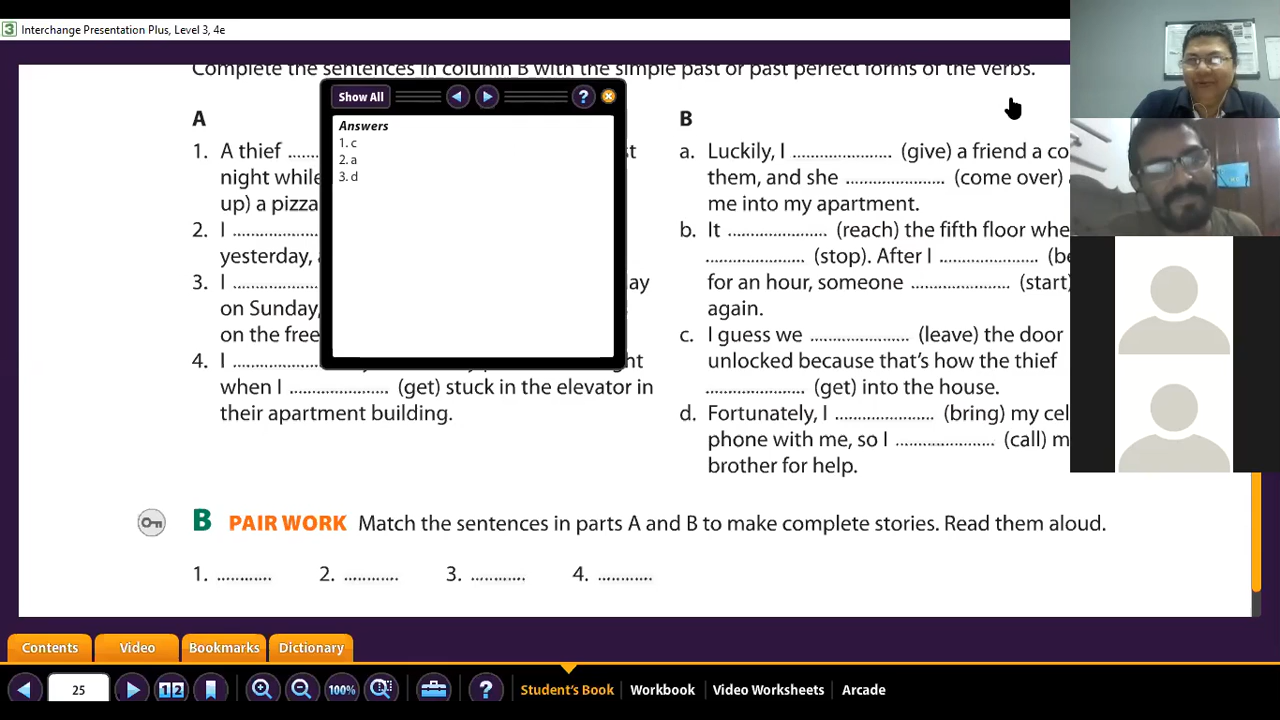 Interchange Presentation Plus, Level 3, 4e
Complete the sentences in column B with the simple past or past perfect forms of the verbs.
A
1. A thief ..................
night while
up) a pizza
2. I ..................
yesterday,
3. I ..................
on Sunday,
on the free
4. I ..................
when I .................. (get) stuck in the elevator in
their apartment building.
Show All
?
Answers
1. c
2. a
3. d
B
a. Luckily, I .................. (give) a friend a co
them, and she .................. (come over)
me into my apartment.
b. It .................. (reach) the fifth floor whe
.................. (stop). After I .................. (be
for an hour, someone .................. (start)
again.
c. I guess we .................. (leave) the door
unlocked because that's how the thief
.................. (get) into the house.
d. Fortunately, I .................. (bring) my cel
phone with me, so I .................. (call) m
brother for help.
B PAIR WORK Match the sentences in parts A and B to make complete stories. Read them aloud.
1. ............ 2. ............ 3. ............ 4. ............
Contents Video Bookmarks Dictionary
25 12 100% ? Student's Book Workbook Video Worksheets Arcade